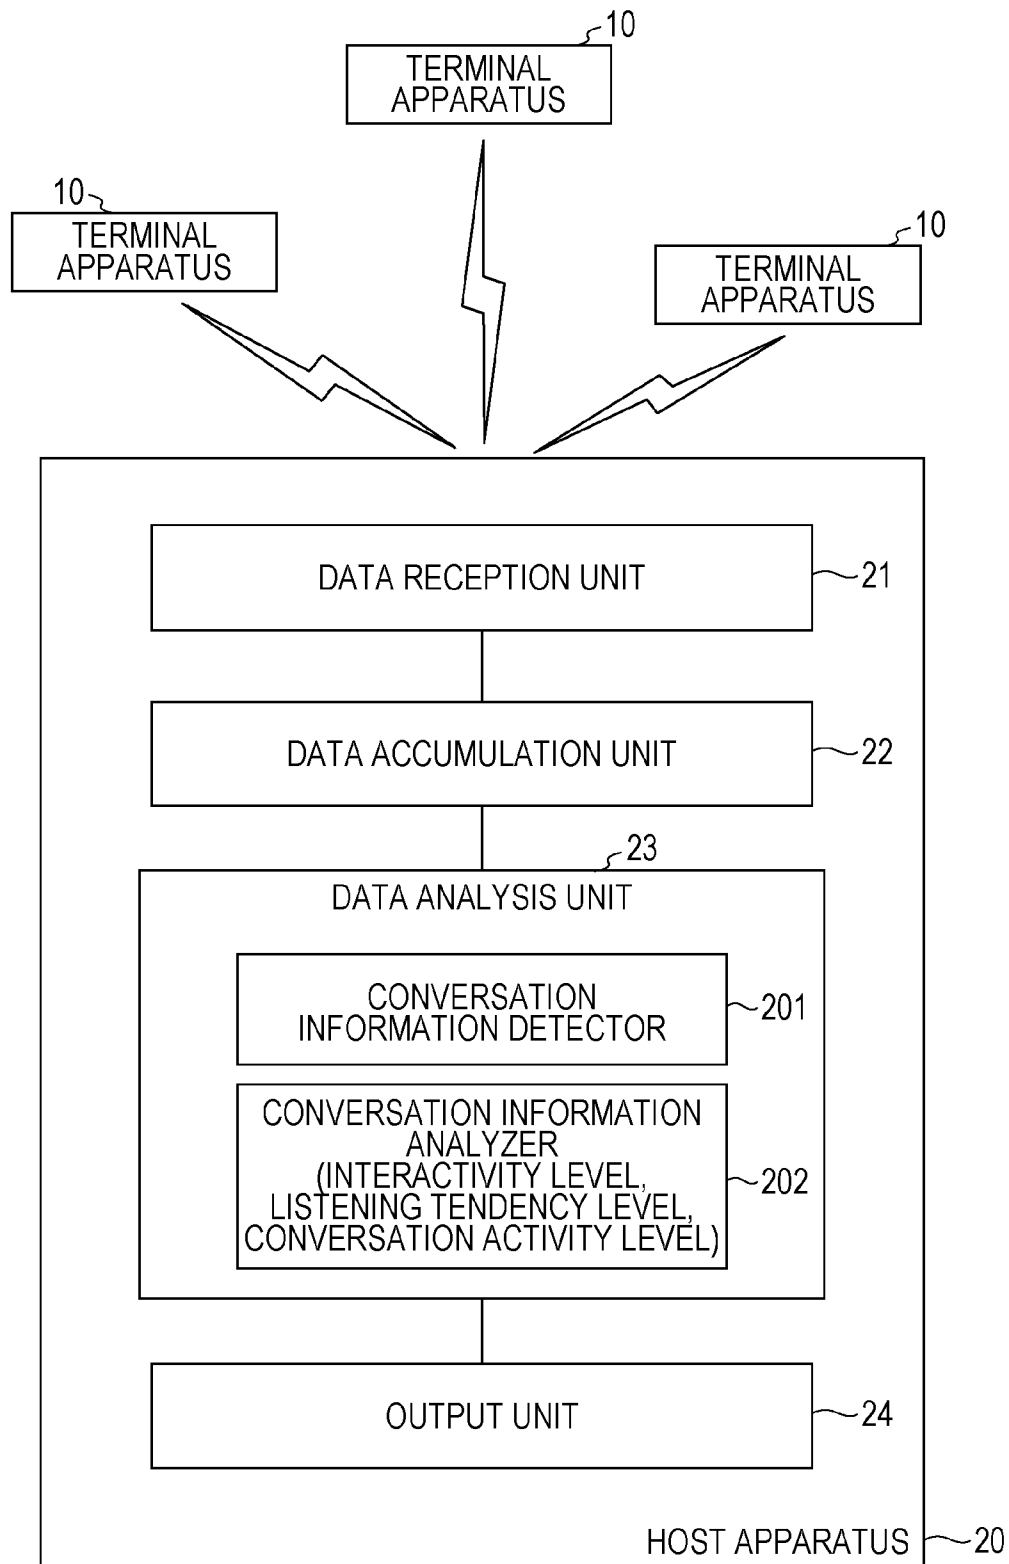 10
TERMINAL
APPARATUS
10
TERMINAL
APPARATUS
10
TERMINAL
APPARATUS
DATA RECEPTION UNIT
21
DATA ACCUMULATION UNIT
22
23
DATA ANALYSIS UNIT
CONVERSATION
INFORMATION DETECTOR
201
CONVERSATION INFORMATION
ANALYZER
(INTERACTIVITY LEVEL,
LISTENING TENDENCY LEVEL,
CONVERSATION ACTIVITY LEVEL)
202
OUTPUT UNIT
24
HOST APPARATUS
20